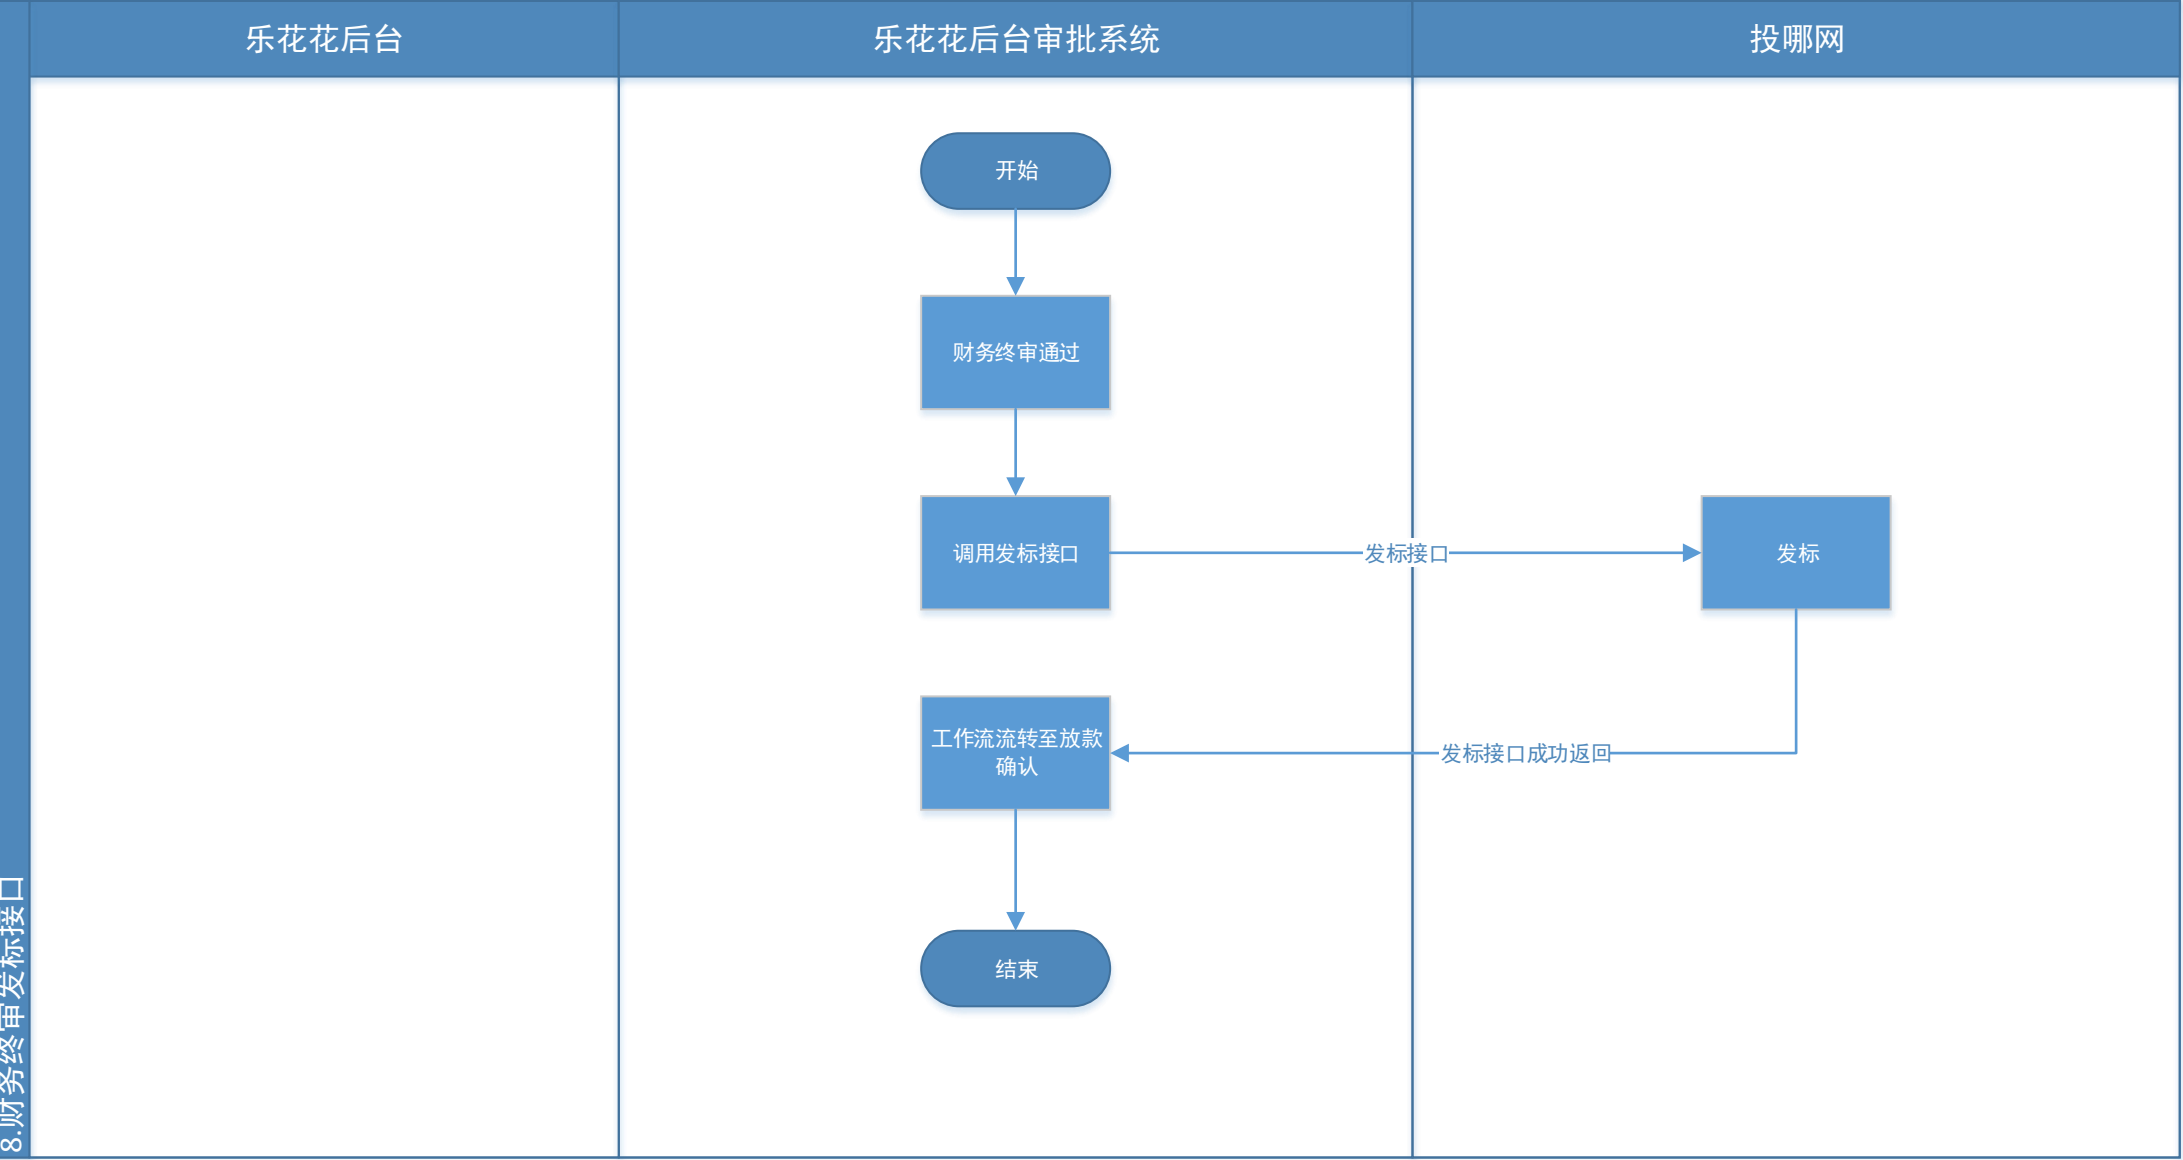 乐花花后台
乐花花后台审批系统
投哪网
开始
财务终审通过
调用发标接口
发标接口
发标
工作流流转至放款
确认
发标接口成功返回
结束
8.财务终审发标接口